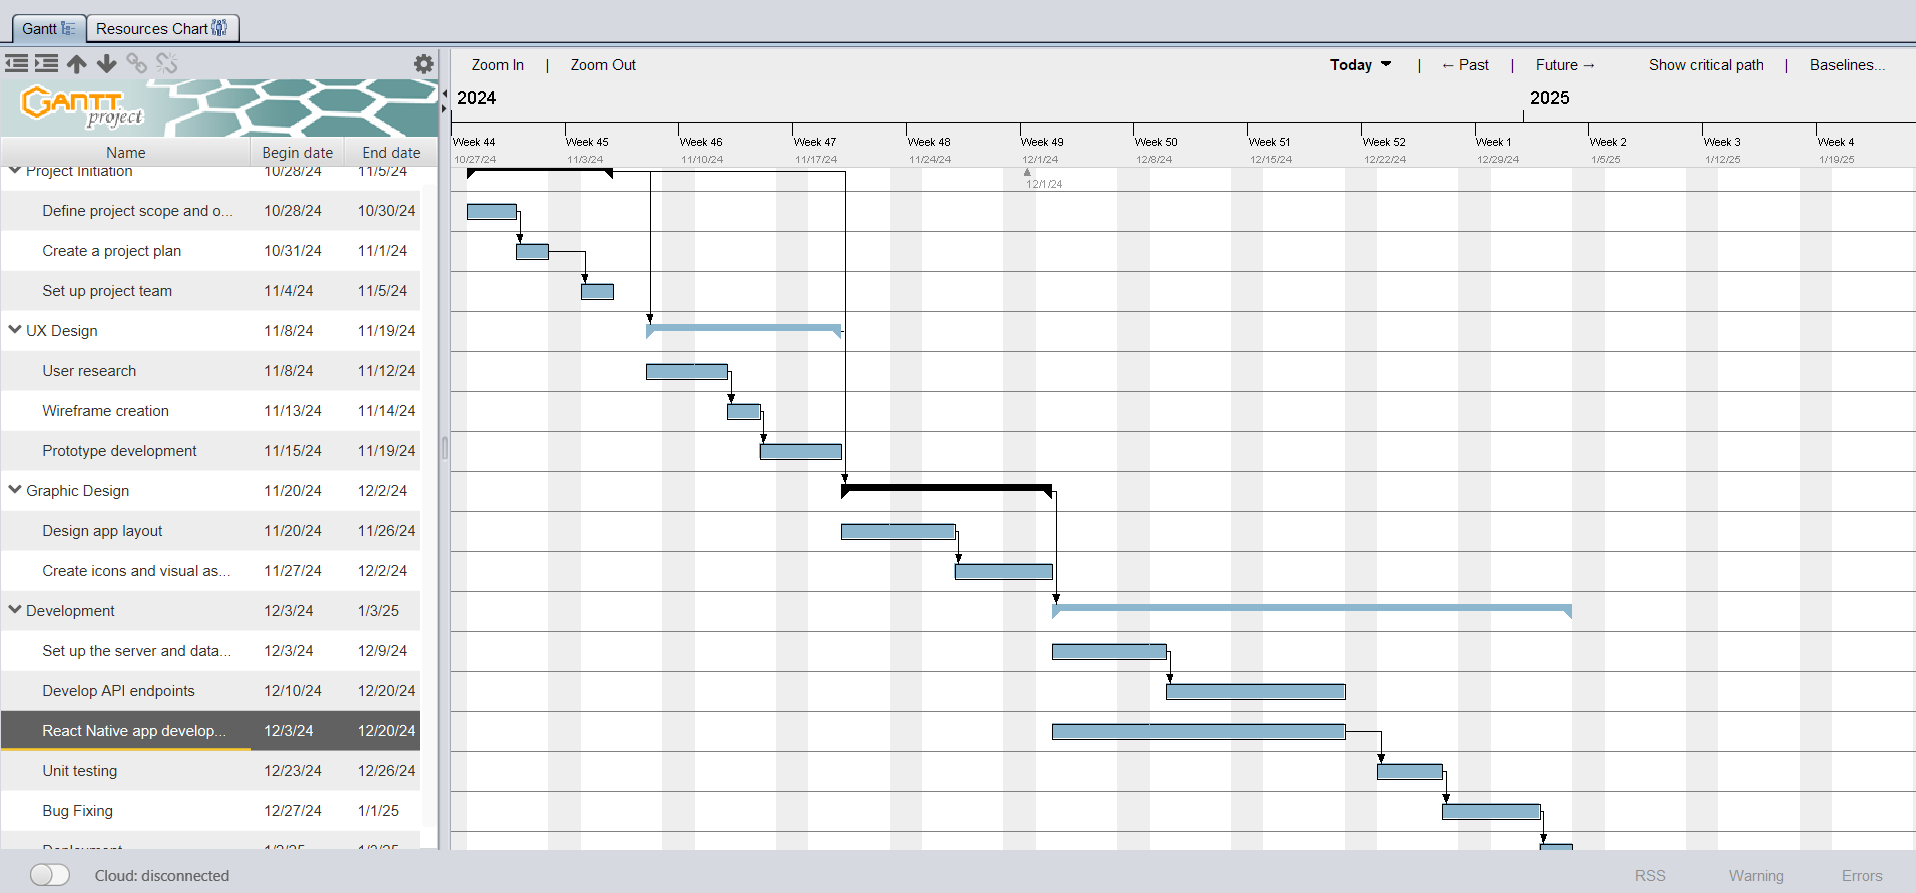 Gantt
Resources Chart
Zoom In | Zoom Out
Today | ← Past | Future → Show critical path | Baselines...
GANTT
project
2024 2025
Name Begin date End date
Week 44 Week 45 Week 46 Week 47 Week 48 Week 49 Week 50 Week 51 Week 52 Week 1 Week 2 Week 3 Week 4
10/27/24 11/3/24 11/10/24 11/17/24 11/24/24 12/1/24 12/8/24 12/15/24 12/22/24 12/29/24 1/5/25 1/12/25 1/19/25
12/1/24
Project Initiation 10/28/24 11/5/24
Define project scope and o... 10/28/24 10/30/24
Create a project plan 10/31/24 11/1/24
Set up project team 11/4/24 11/5/24
UX Design 11/8/24 11/19/24
User research 11/8/24 11/12/24
Wireframe creation 11/13/24 11/14/24
Prototype development 11/15/24 11/19/24
Graphic Design 11/20/24 12/2/24
Design app layout 11/20/24 11/26/24
Create icons and visual as... 11/27/24 12/2/24
Development 12/3/24 1/3/25
Set up the server and data... 12/3/24 12/9/24
Develop API endpoints 12/10/24 12/20/24
React Native app develop... 12/3/24 12/20/24
Unit testing 12/23/24 12/26/24
Bug Fixing 12/27/24 1/1/25
Deployment
Cloud: disconnected RSS Warning Errors